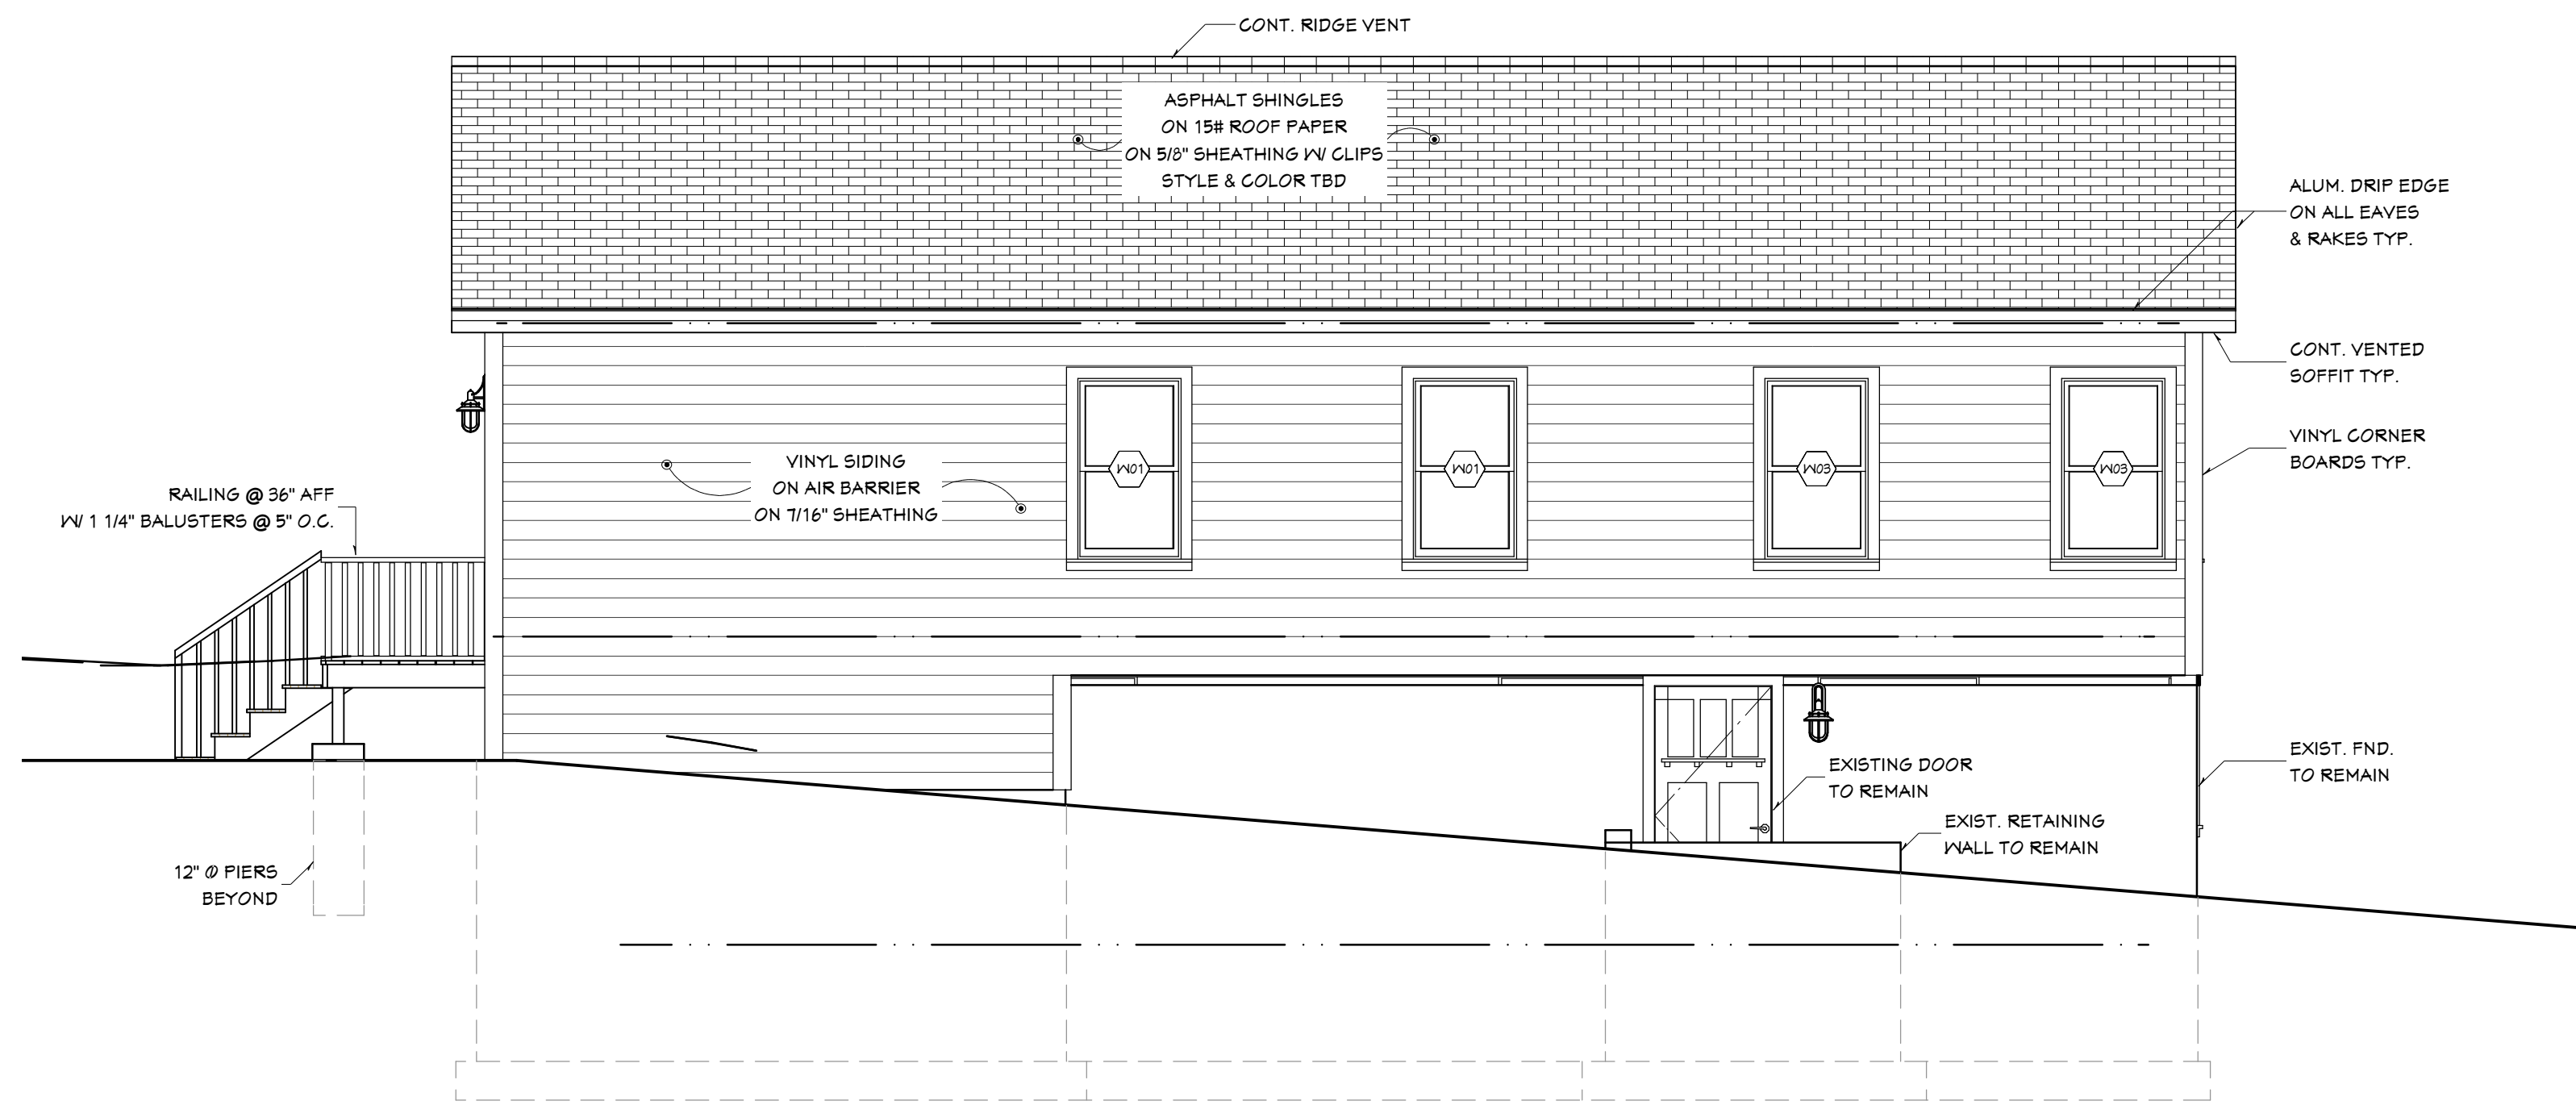 CONT. RIDGE VENT
ASPHALT SHINGLES
ON 15# ROOF PAPER
ON 5/8" SHEATHING W/ CLIPS
STYLE & COLOR TBD
ALUM. DRIP EDGE
ON ALL EAVES
& RAKES TYP.
CONT. VENTED
SOFFIT TYP.
VINYL CORNER
BOARDS TYP.
W01
W01
W03
W03
VINYL SIDING
ON AIR BARRIER
ON 7/16" SHEATHING
RAILING @ 36" AFF
W/ 1 1/4" BALUSTERS @ 5" O.C.
EXISTING DOOR
TO REMAIN
EXIST. FND.
TO REMAIN
EXIST. RETAINING
WALL TO REMAIN
12" Ø PIERS
BEYOND